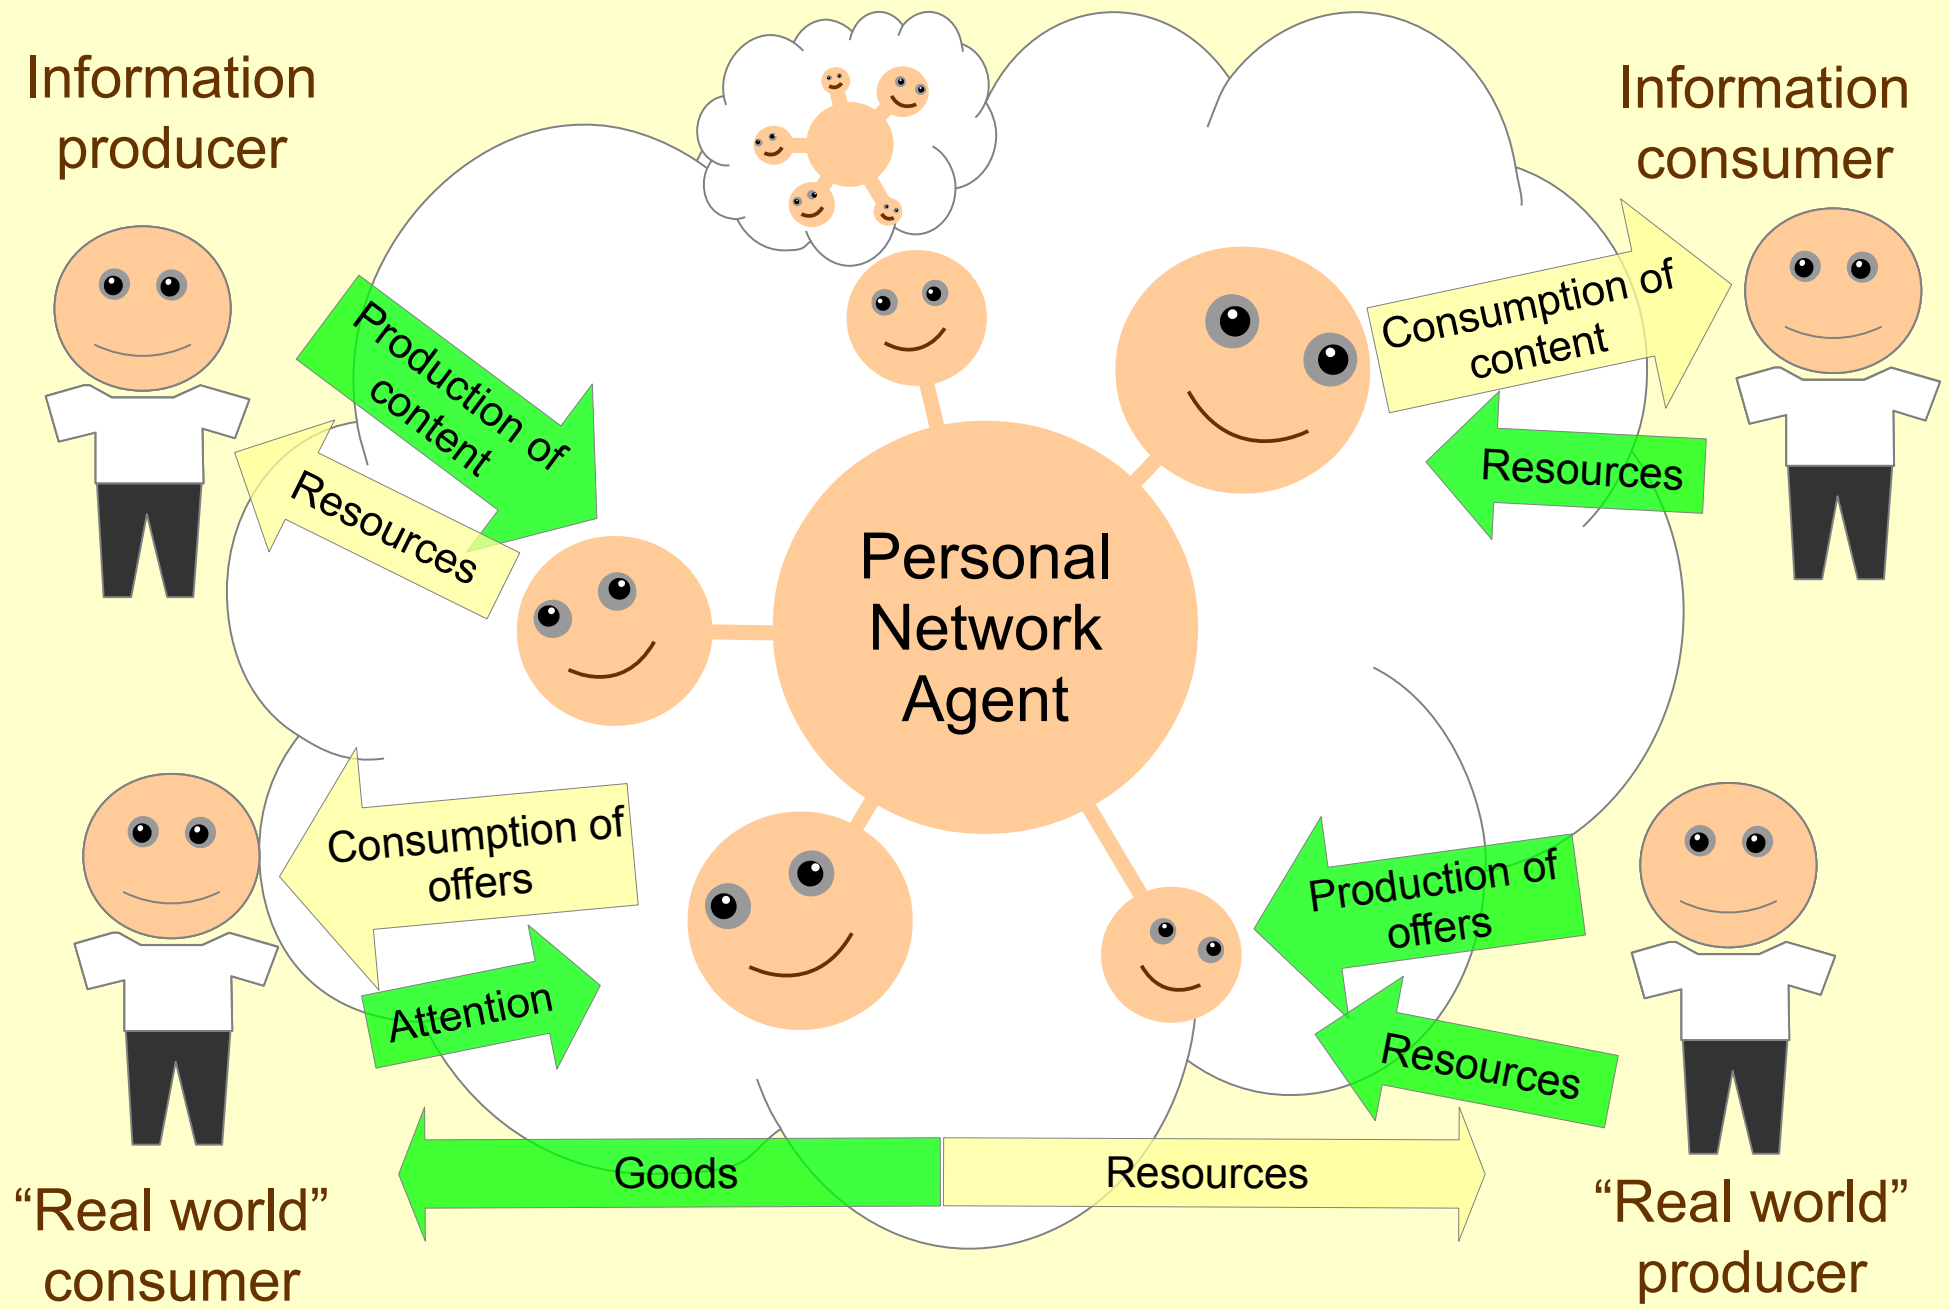 Information
producer
Information
consumer
Production of
content
Resources
Consumption of
content
Resources
Personal
Network
Agent
Consumption of
offers
Attention
Production of
offers
Resources
Goods
Resources
“Real world”
consumer
“Real world”
producer